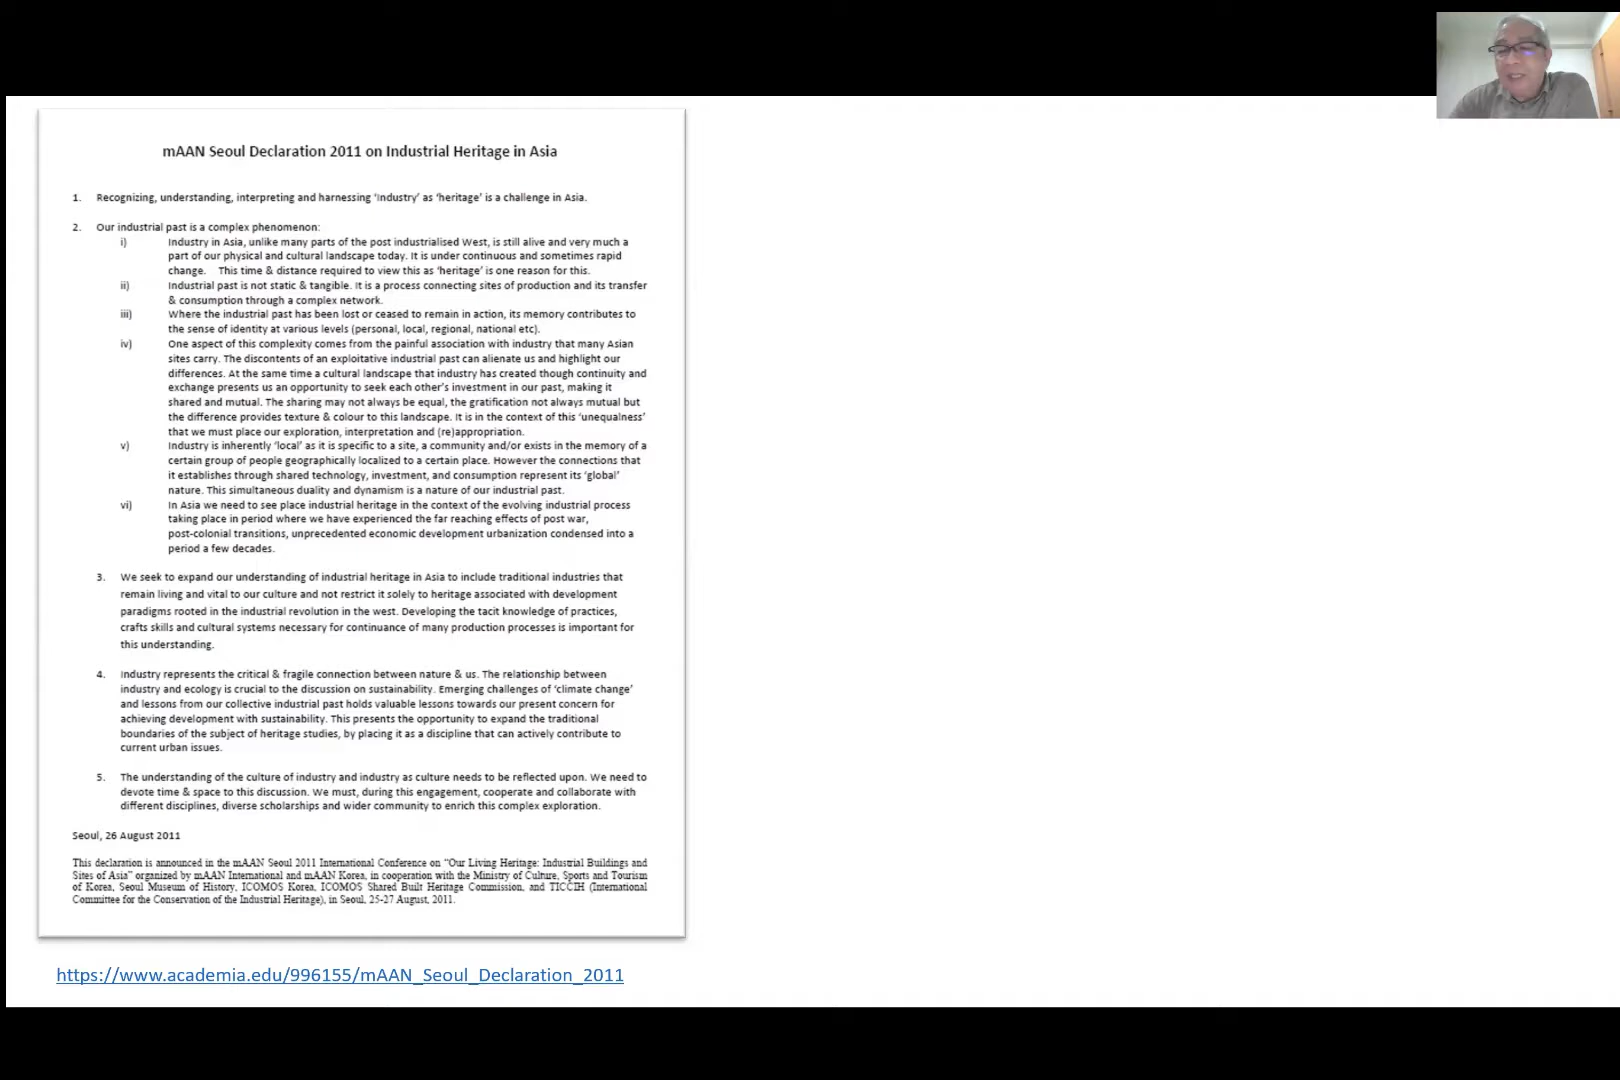 mAAN Seoul Declaration 2011 on Industrial Heritage in Asia
1. Recognizing, understanding, interpreting and harnessing ‘Industry’ as ‘heritage’ is a challenge in Asia.
2. Our industrial past is a complex phenomenon:
i) Industry in Asia, unlike many parts of the post industrialised West, is still alive and very much a
part of our physical and cultural landscape today. It is under continuous and sometimes rapid
change. This time & distance required to view this as ‘heritage’ is one reason for this.
ii) Industrial past is not static & tangible. It is a process connecting sites of production and its transfer
& consumption through a complex network.
iii) Where the industrial past has been lost or ceased to remain in action, its memory contributes to
the sense of identity at various levels (personal, local, regional, national etc).
iv) One aspect of this complexity comes from the painful association with industry that many Asian
sites carry. The discontents of an exploitative industrial past can alienate us and highlight our
differences. At the same time a cultural landscape that industry has created though continuity and
exchange presents us an opportunity to seek each other’s investment in our past, making it
shared and mutual. The sharing may not always be equal, the gratification not always mutual but
the difference provides texture & colour to this landscape. It is in the context of this ‘unequalness’
that we must place our exploration, interpretation and (re)appropriation.
v) Industry is inherently ‘local’ as it is specific to a site, a community and/or exists in the memory of a
certain group of people geographically localized to a certain place. However the connections that
it establishes through shared technology, investment, and consumption represent its ‘global’
nature. This simultaneous duality and dynamism is a nature of our industrial past.
vi) In Asia we need to see place industrial heritage in the context of the evolving industrial process
taking place in period where we have experienced the far reaching effects of post war,
post-colonial transitions, unprecedented economic development urbanization condensed into a
period a few decades.
3. We seek to expand our understanding of industrial heritage in Asia to include traditional industries that
remain living and vital to our culture and not restrict it solely to heritage associated with development
paradigms rooted in the industrial revolution in the west. Developing the tacit knowledge of practices,
crafts skills and cultural systems necessary for continuance of many production processes is important for
this understanding.
4. Industry represents the critical & fragile connection between nature & us. The relationship between
industry and ecology is crucial to the discussion on sustainability. Emerging challenges of ‘climate change’
and lessons from our collective industrial past holds valuable lessons towards our present concern for
achieving development with sustainability. This presents the opportunity to expand the traditional
boundaries of the subject of heritage studies, by placing it as a discipline that can actively contribute to
current urban issues.
5. The understanding of the culture of industry and industry as culture needs to be reflected upon. We need to
devote time & space to this discussion. We must, during this engagement, cooperate and collaborate with
different disciplines, diverse scholarships and wider community to enrich this complex exploration.
Seoul, 26 August 2011
This declaration is announced in the mAAN Seoul 2011 International Conference on “Our Living Heritage: Industrial Buildings and
Sites of Asia” organized by mAAN International and mAAN Korea, in cooperation with the Ministry of Culture, Sports and Tourism
of Korea, Seoul Museum of History, ICOMOS Korea, ICOMOS Shared Built Heritage Commission, and TICCIH (International
Committee for the Conservation of the Industrial Heritage), in Seoul, 25-27 August, 2011.
https://www.academia.edu/996155/mAAN_Seoul_Declaration_2011